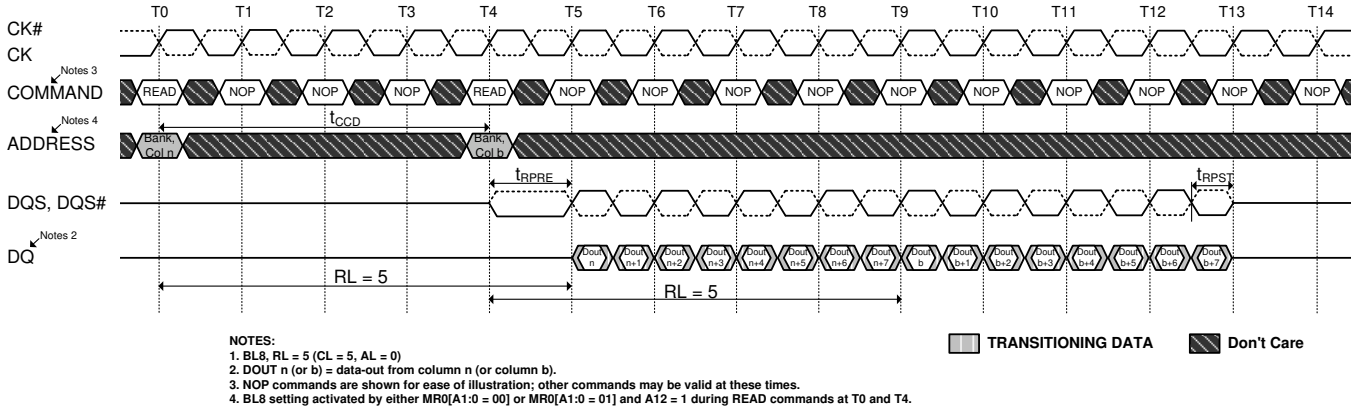 T0 T1 T2 T3 T4 T5 T6 T7 T8 T9 T10 T11 T12 T13 T14
CK#
CK
Notes 3
COMMAND READ NOP NOP NOP READ NOP NOP NOP NOP NOP NOP NOP NOP NOP NOP
tCCD
Notes 4
ADDRESS Bank, Col n Bank, Col b
tRPRE tRPST
DQS, DQS#
Notes 2
DQ Dout n Dout n+1 Dout n+2 Dout n+3 Dout n+4 Dout n+5 Dout n+6 Dout n+7 Dout b Dout b+1 Dout b+2 Dout b+3 Dout b+4 Dout b+5 Dout b+6 Dout b+7
RL = 5
RL = 5
NOTES:
1. BL8, RL = 5 (CL = 5, AL = 0)
2. DOUT n (or b) = data-out from column n (or column b).
3. NOP commands are shown for ease of illustration; other commands may be valid at these times.
4. BL8 setting activated by either MR0[A1:0 = 00] or MR0[A1:0 = 01] and A12 = 1 during READ commands at T0 and T4.
TRANSITIONING DATA Don't Care